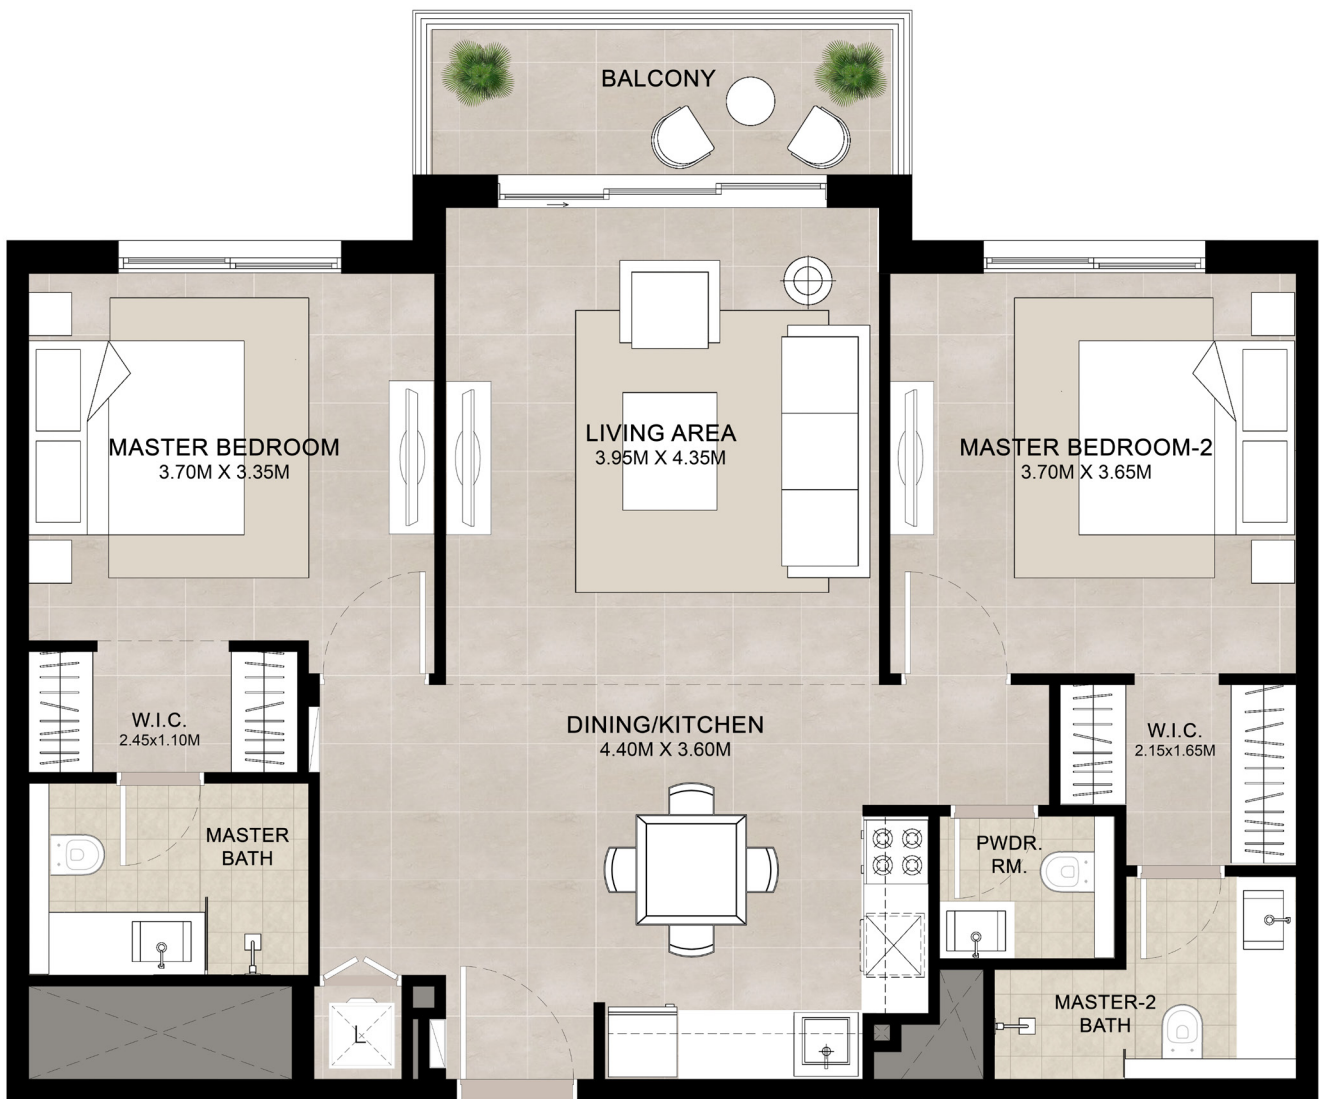 BALCONY
MASTER BEDROOM
3.70M X 3.35M
LIVING AREA
3.95M X 4.35M
MASTER BEDROOM-2
3.70M X 3.65M
W.I.C.
2.45x1.10M
DINING/KITCHEN
4.40M X 3.60M
W.I.C.
2.15x1.65M
MASTER
BATH
PWDR.
RM.
MASTER-2
BATH
L